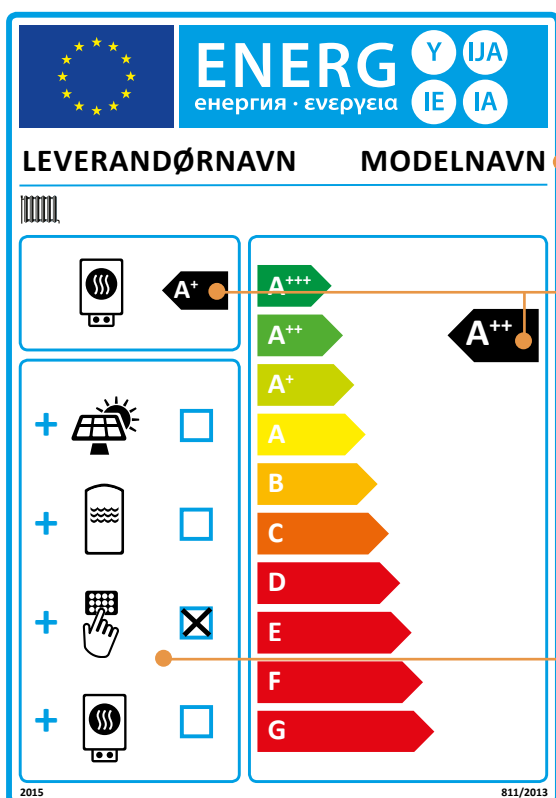 ENERG Y IJA
енергия · ενεργεια IE IA
LEVERANDØRNAVN MODELNAVN
A+
A+++
A++
A++
A+
A
B
C
D
E
F
G
2015 811/2013